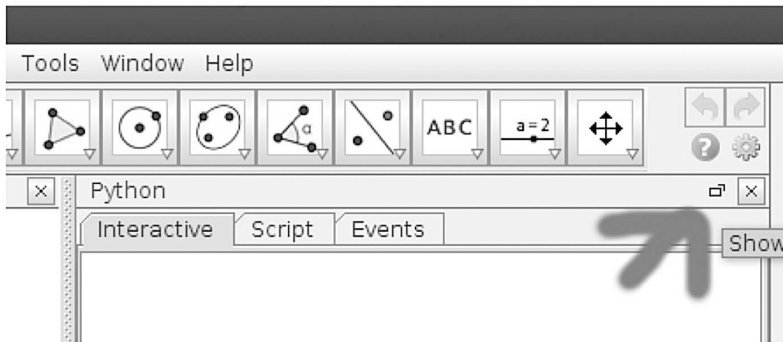 Tools Window Help
α ABC a=2
Python
Interactive Script Events
Show